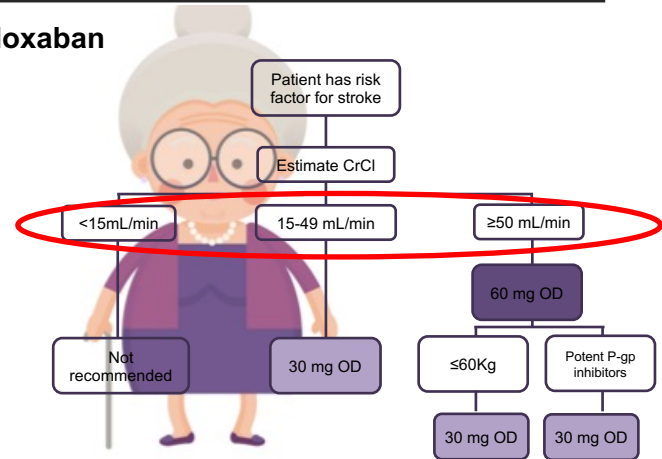 loxaban
Patient has risk
factor for stroke
Estimate CrCl
<15mL/min
15-49 mL/min
≥50 mL/min
60 mg OD
Not
recommended
30 mg OD
≤60Kg
Potent P-gp
inhibitors
30 mg OD
30 mg OD